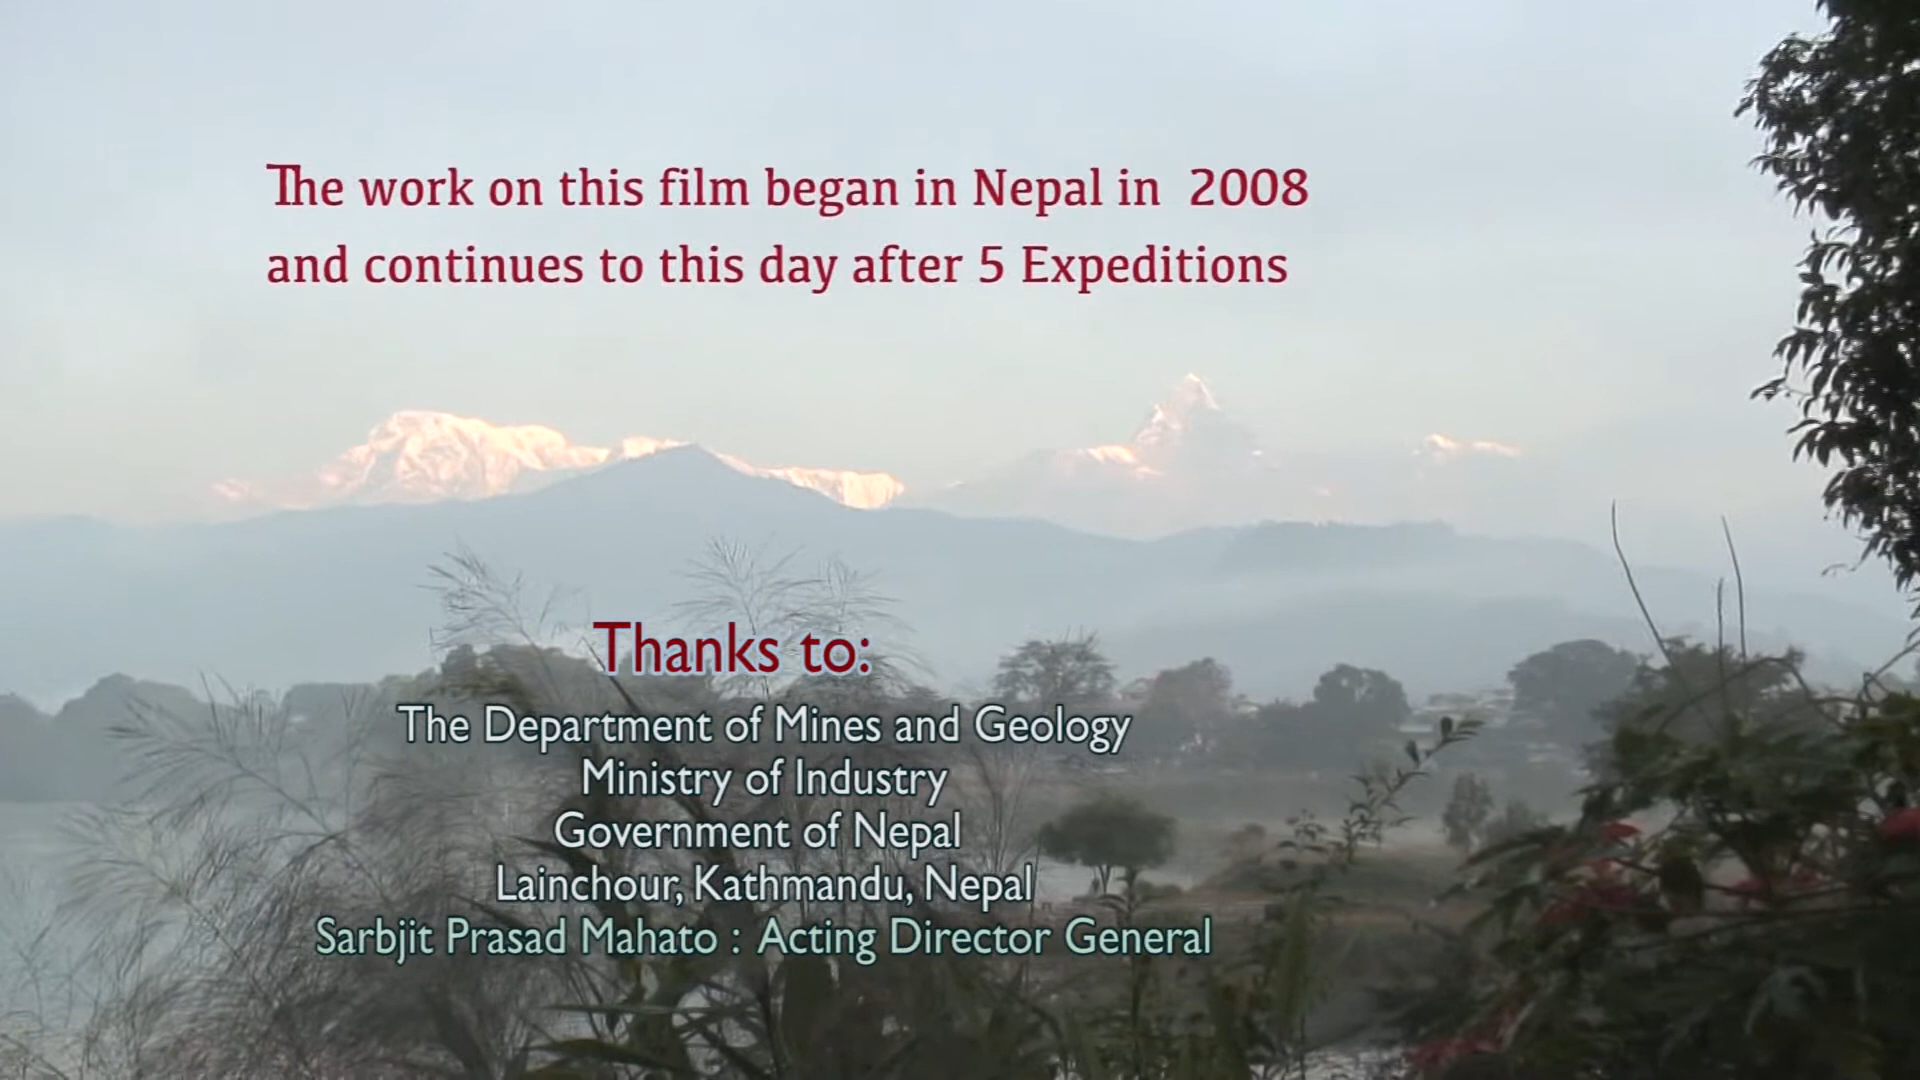 The work on this film began in Nepal in 2008
and continues to this day after 5 Expeditions
Thanks to:
The Department of Mines and Geology
Ministry of Industry
Government of Nepal
Lainchour, Kathmandu, Nepal
Sarbjit Prasad Mahato : Acting Director General